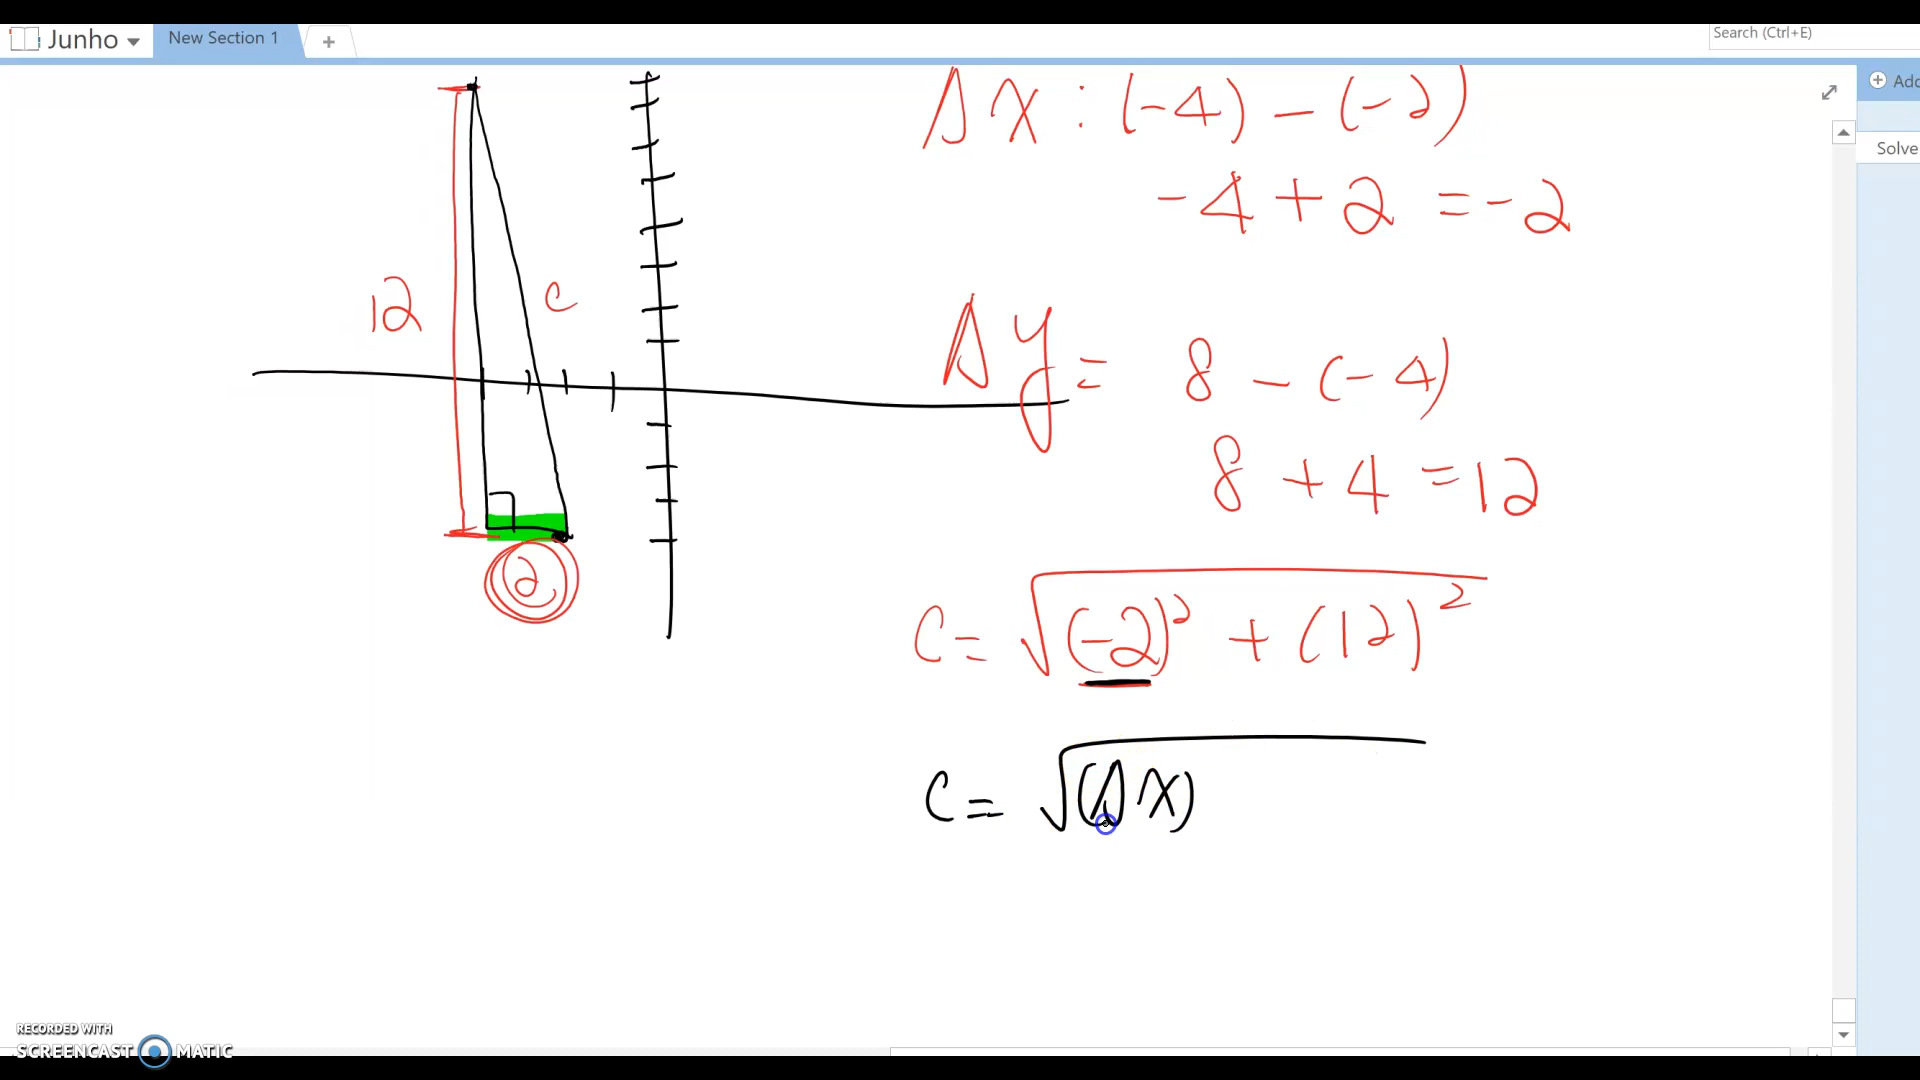 Junho
New Section 1
+
Search (Ctrl+E)
Add
Solve
Δx : (-4) - (-2)
-4 + 2 = -2
12
c
Δy = 8 - (-4)
8 + 4 = 12
2
c = √(-2)² + (12)²
c = √(Δx)
RECORDED WITH
SCREENCAST MATIC